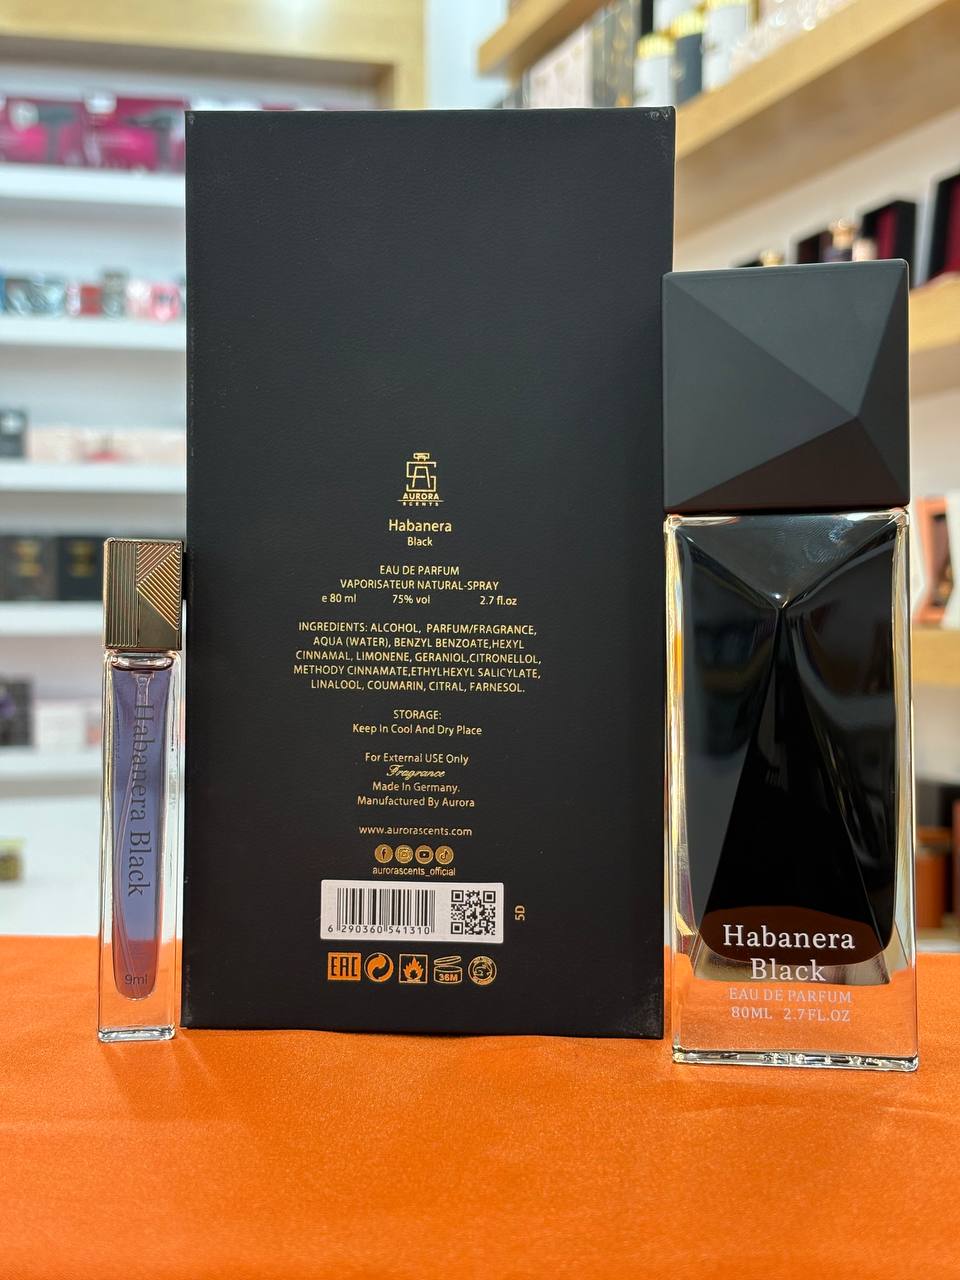 AURORA
SCENTS
Habanera
Black
EAU DE PARFUM
VAPORISATEUR NATURAL-SPRAY
e 80 ml 75% vol 2.7 fl.oz
INGREDIENTS: ALCOHOL, PARFUM/FRAGRANCE,
AQUA (WATER), BENZYL BENZOATE,HEXYL
CINNAMAL, LIMONENE, GERANIOL,CITRONELLOL,
METHODY CINNAMATE,ETHYLHEXYL SALICYLATE,
LINALOOL, COUMARIN, CITRAL, FARNESOL.
STORAGE:
Keep In Cool And Dry Place
For External USE Only
Fragrance
Made In Germany.
Manufactured By Aurora
www.aurorascents.com
aurorascents_official
6 290360 541310
5D
EAC
36M
Habanera Black
9ml
Habanera
Black
EAU DE PARFUM
80ML 2.7FL.OZ